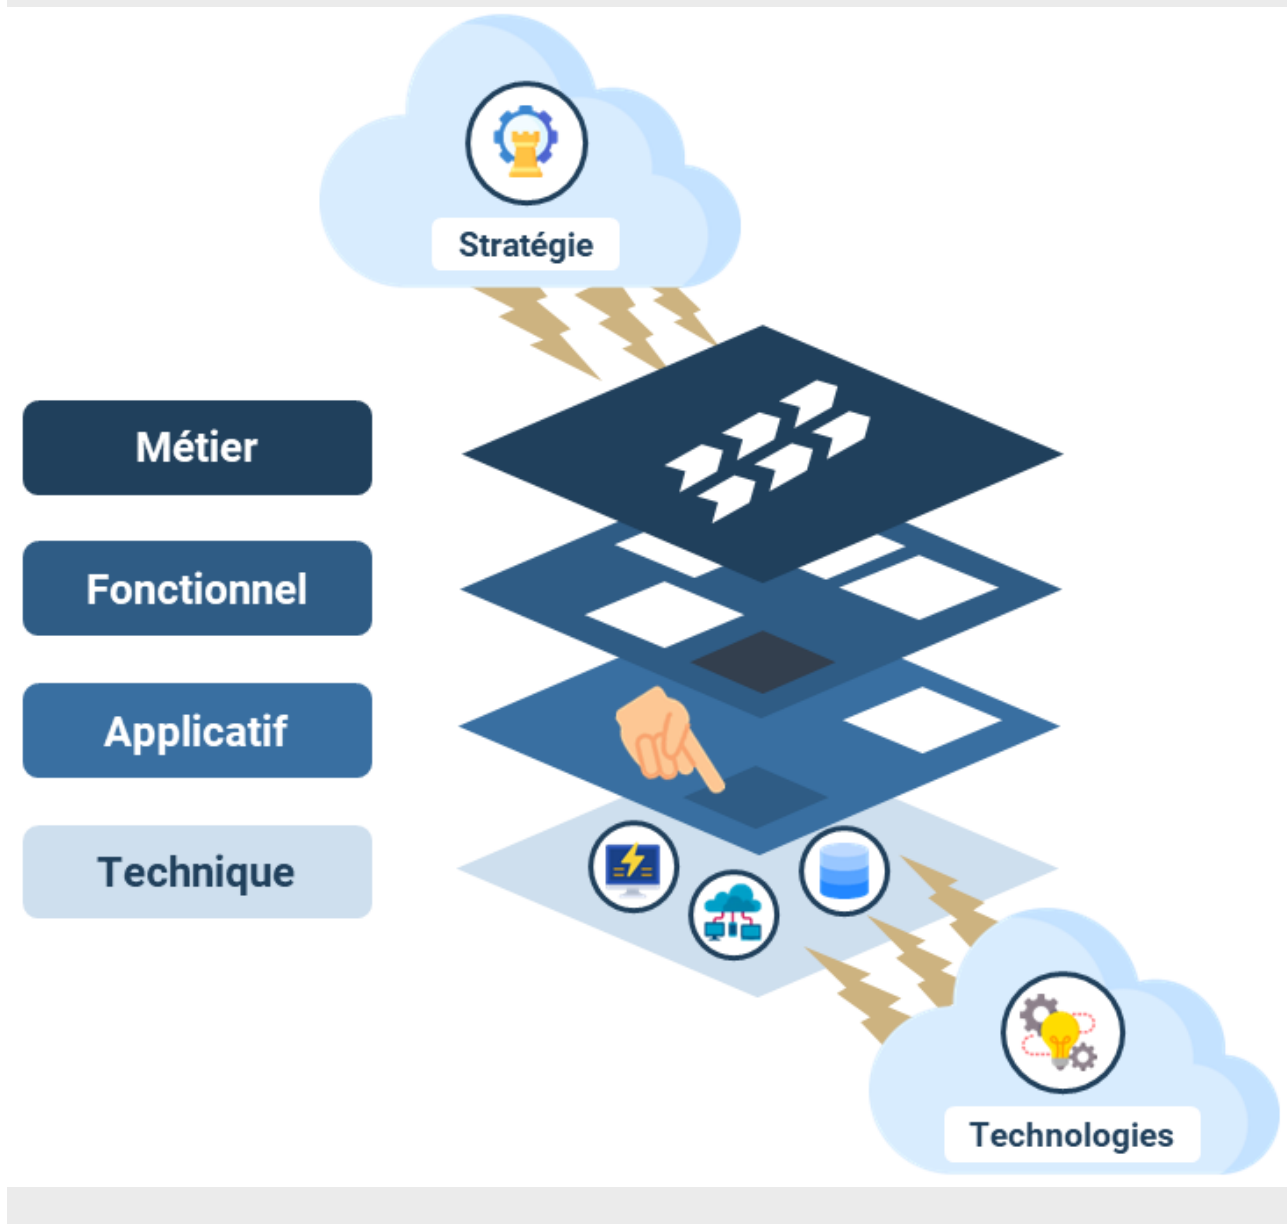 Stratégie
Métier
Fonctionnel
Applicatif
Technique
Technologies